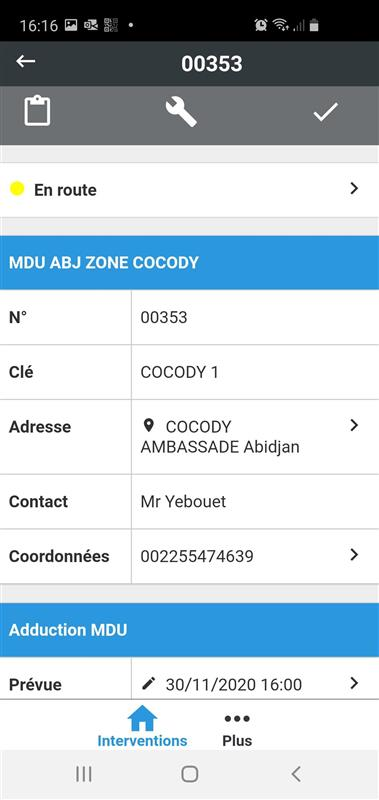 16:16
00353
En route
MDU ABJ ZONE COCODY
N° 00353
Clé COCODY 1
Adresse COCODY
AMBASSADE Abidjan
Contact Mr Yebouet
Coordonnées 002255474639
Adduction MDU
Prévue 30/11/2020 16:00
Interventions Plus